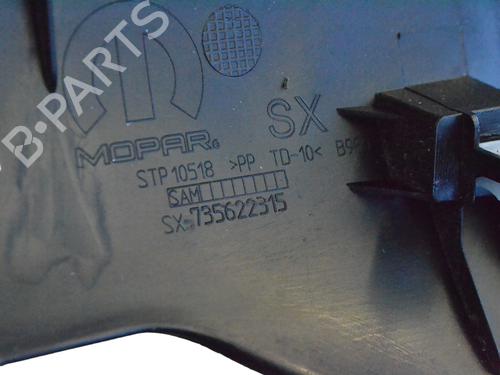 B·PARTS
SX
MOPAR®
STP 10518 >PP TD-10<
SAM
SX-735622315